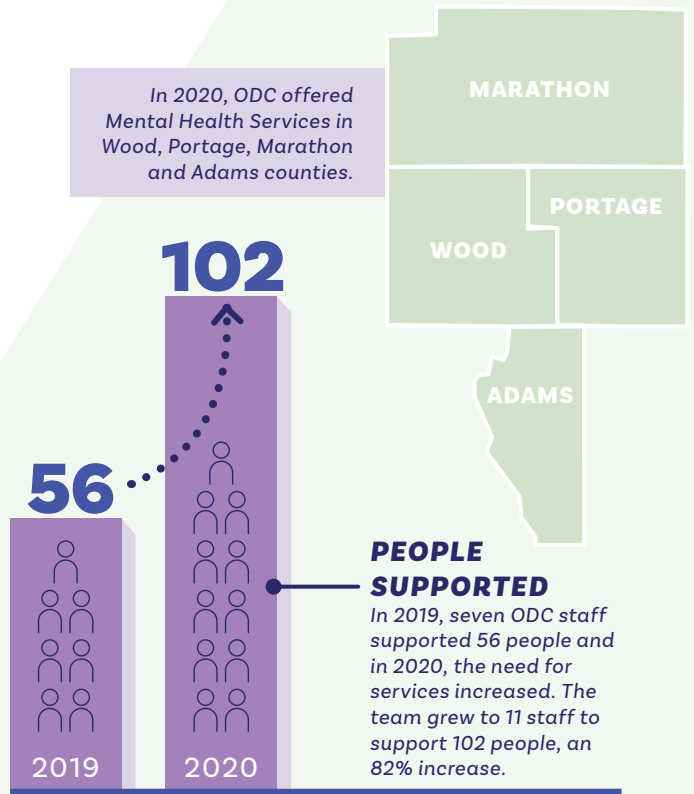 In 2020, ODC offered
Mental Health Services in
Wood, Portage, Marathon
and Adams counties.
MARATHON
PORTAGE
WOOD
ADAMS
102
56
2019
2020
PEOPLE
SUPPORTED
In 2019, seven ODC staff
supported 56 people and
in 2020, the need for
services increased. The
team grew to 11 staff to
support 102 people, an
82% increase.